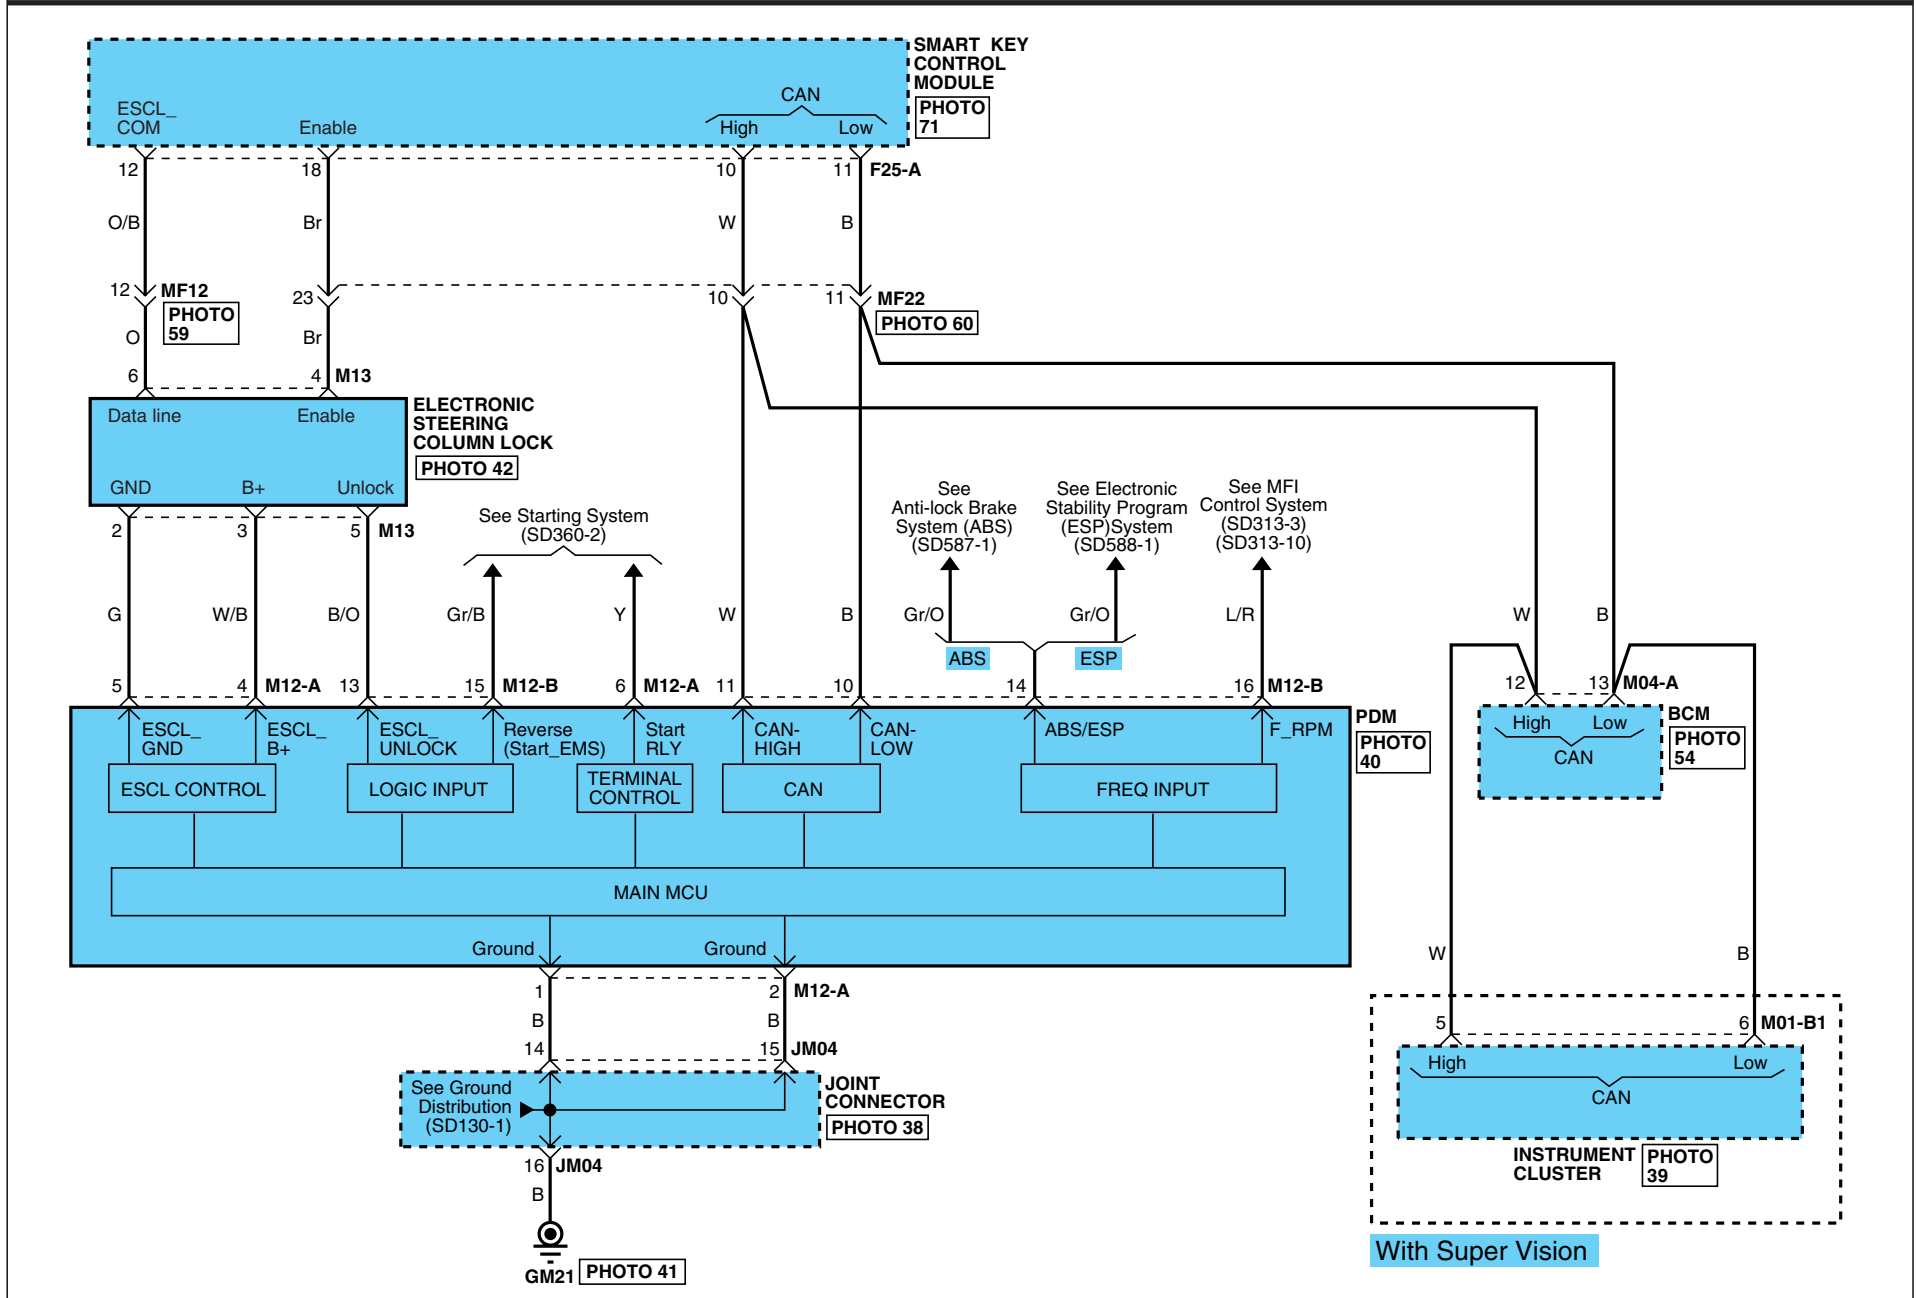 SMART KEY
CONTROL
MODULE
PHOTO
71
ESCL_
COM
Enable
CAN
High
Low
12
18
10
11
F25-A
O/B
Br
W
B
12
MF12
PHOTO
59
23
10
11
MF22
PHOTO 60
O
Br
6
4
M13
Data line
Enable
ELECTRONIC
STEERING
COLUMN LOCK
PHOTO 42
GND
B+
Unlock
2
3
5
M13
See Starting System
(SD360-2)
See
Anti-lock Brake
System (ABS)
(SD587-1)
See Electronic
Stability Program
(ESP)System
(SD588-1)
See MFI
Control System
(SD313-3)
(SD313-10)
G
W/B
B/O
Gr/B
Y
W
B
Gr/O
Gr/O
L/R
W
B
ABS
ESP
5
4
M12-A
13
15
M12-B
6
M12-A
11
10
14
16
M12-B
12
13
M04-A
ESCL_
GND
ESCL_
B+
ESCL_
UNLOCK
Reverse
(Start_EMS)
Start
RLY
CAN-
HIGH
CAN-
LOW
ABS/ESP
F_RPM
PDM
PHOTO
40
High
Low
CAN
BCM
PHOTO
54
ESCL CONTROL
LOGIC INPUT
TERMINAL
CONTROL
CAN
FREQ INPUT
MAIN MCU
Ground
Ground
W
B
1
2
M12-A
B
B
14
15
JM04
5
6
M01-B1
See Ground
Distribution
(SD130-1)
JOINT
CONNECTOR
PHOTO 38
High
Low
CAN
16
JM04
B
INSTRUMENT
CLUSTER
PHOTO
39
GM21
PHOTO 41
With Super Vision